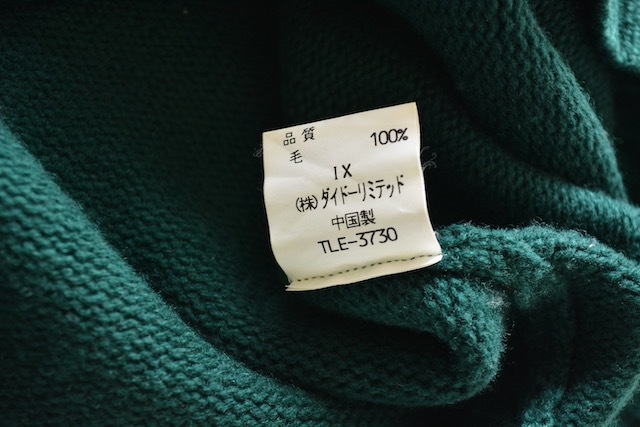 品質 100%
毛
IX
(株)ダイドーリミテッド
中国製
TLE-3730